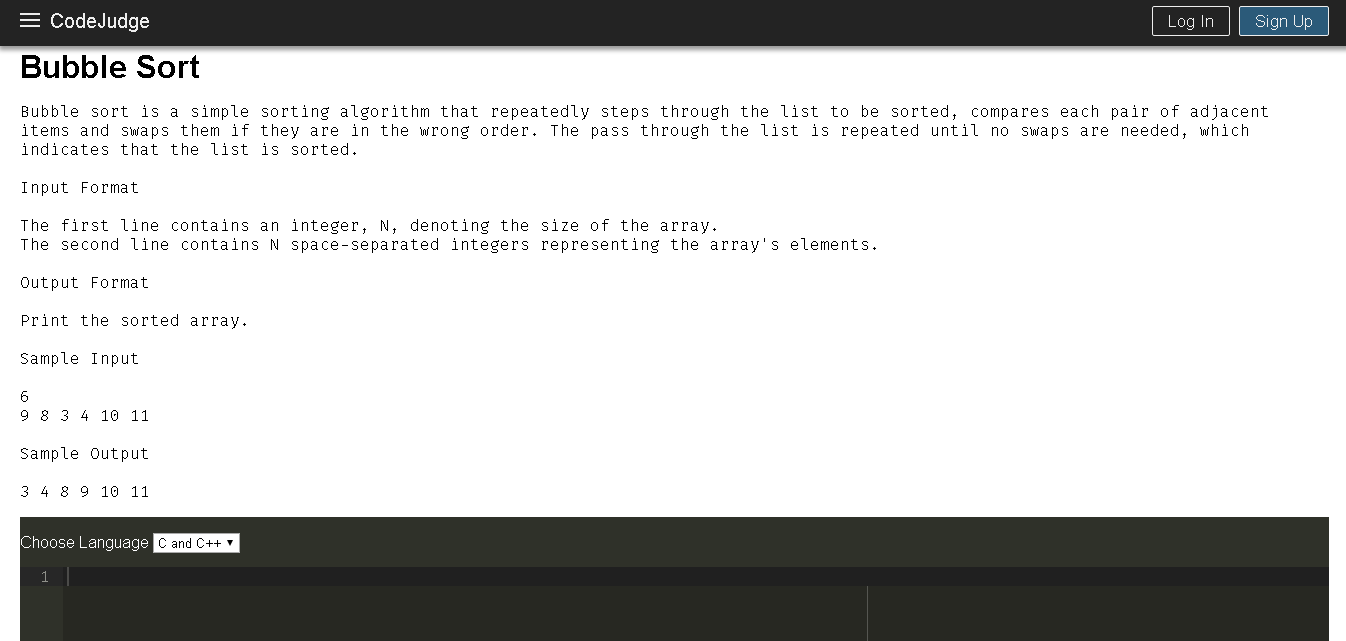 CodeJudge
Log In
Sign Up
Bubble Sort
Bubble sort is a simple sorting algorithm that repeatedly steps through the list to be sorted, compares each pair of adjacent
items and swaps them if they are in the wrong order. The pass through the list is repeated until no swaps are needed, which
indicates that the list is sorted.
Input Format
The first line contains an integer, N, denoting the size of the array.
The second line contains N space-separated integers representing the array's elements.
Output Format
Print the sorted array.
Sample Input
6
9 8 3 4 10 11
Sample Output
3 4 8 9 10 11
Choose Language C and C++
1